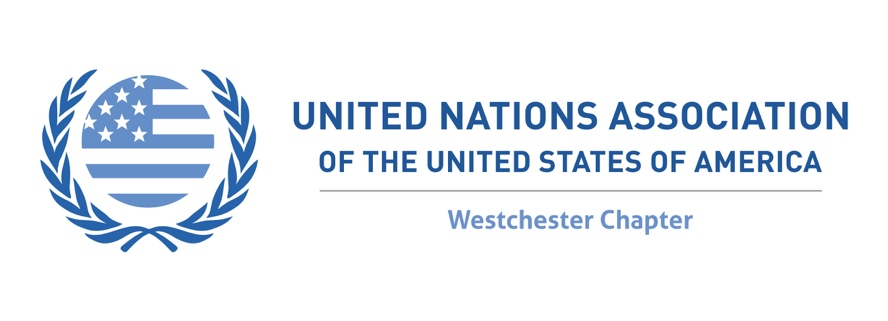 UNITED NATIONS ASSOCIATION
OF THE UNITED STATES OF AMERICA
Westchester Chapter